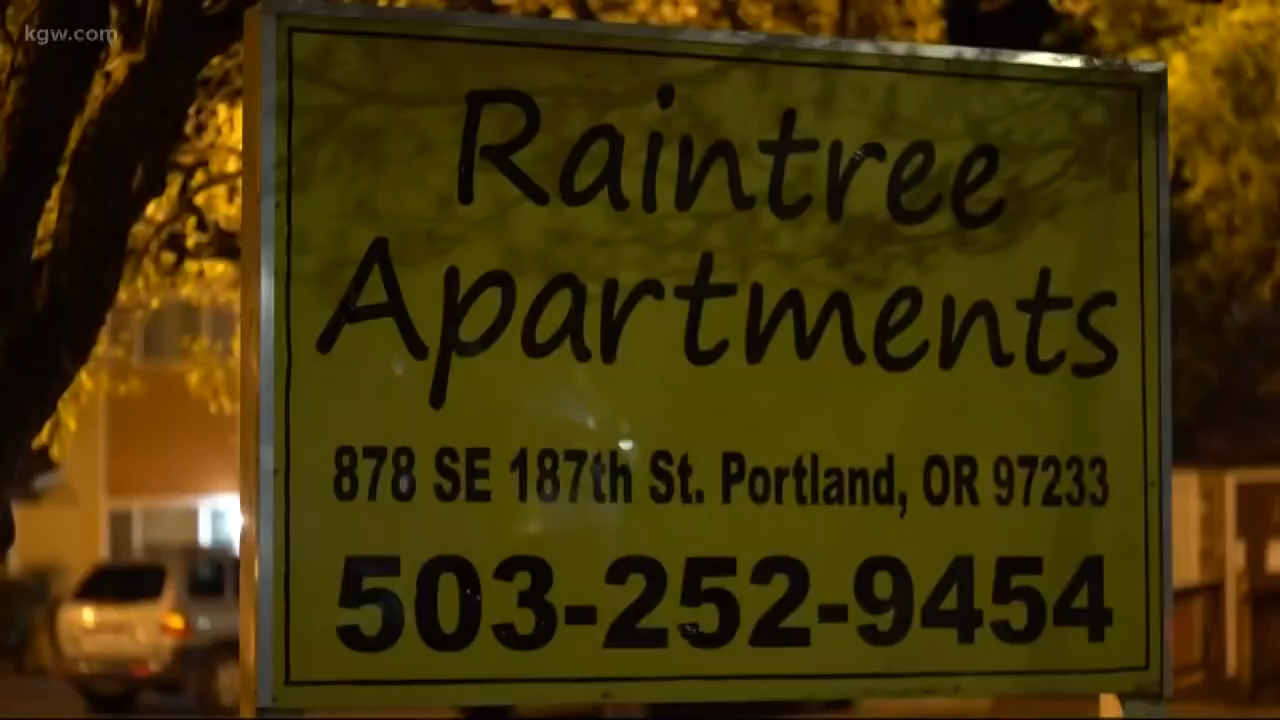 kgw.com
Raintree
Apartments
878 SE 187th St. Portland, OR 97233
503-252-9454